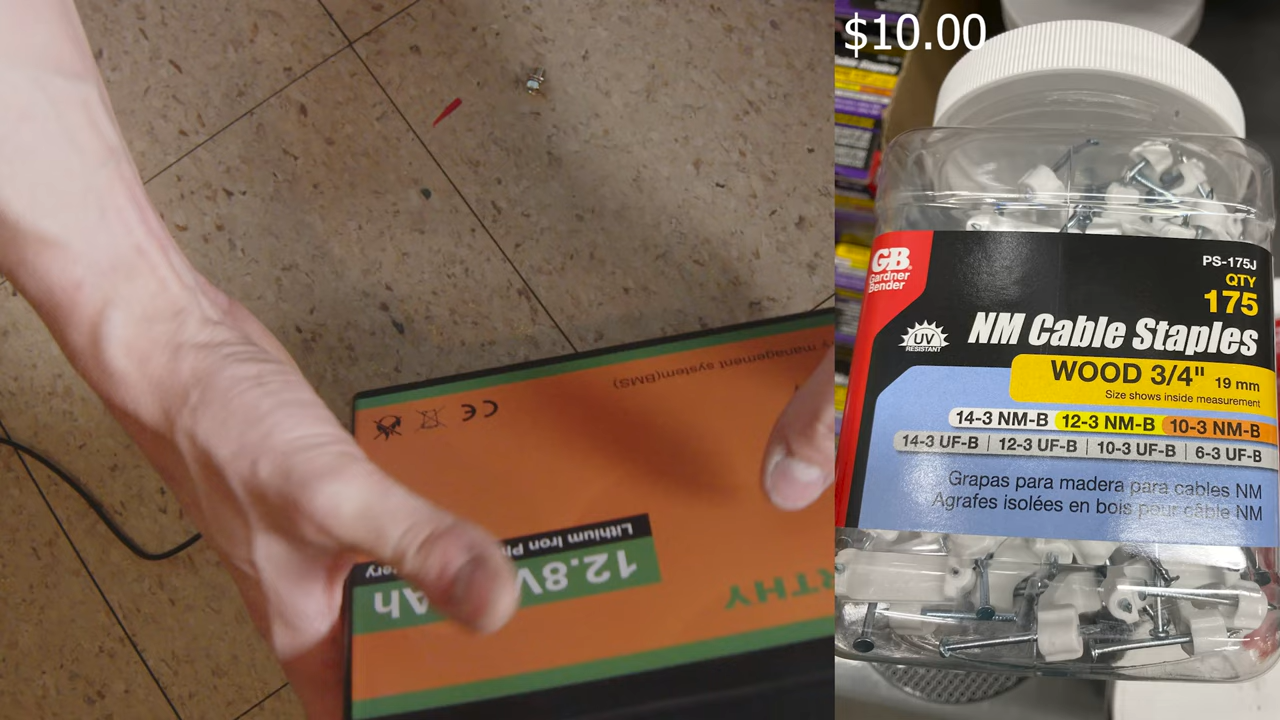 $10.00
management system(BMS)
CE
Lithium Iron
12.8V
Ah
GB
Gardner
Bender
PS-175J
QTY
175
UV
RESISTANT
NM Cable Staples
WOOD 3/4" 19 mm
Size shows inside measurement
14-3 NM-B 12-3 NM-B 10-3 NM-B
14-3 UF-B | 12-3 UF-B | 10-3 UF-B | 6-3 UF-B
Grapas para madera para cables NM
Agrafes isolées en bois pour câble NM